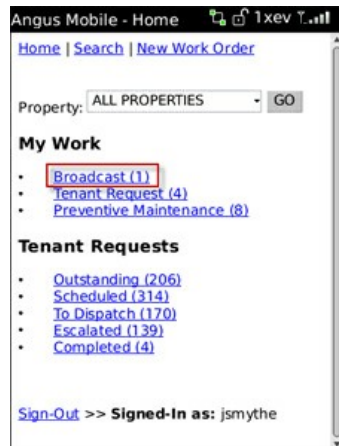 Angus Mobile - Home 1xev
Home | Search | New Work Order
Property: ALL PROPERTIES GO
My Work
• Broadcast (1)
• Tenant Request (4)
• Preventive Maintenance (8)
Tenant Requests
• Outstanding (206)
• Scheduled (314)
• To Dispatch (170)
• Escalated (139)
• Completed (4)
Sign-Out >> Signed-In as: jsmythe